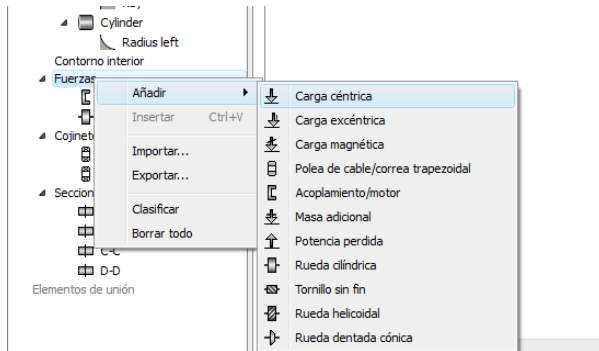 Cylinder
Radius left
Contorno interior
Fuerzas
Añadir
Insertar Ctrl+V
Importar...
Exportar...
Clasificar
Borrar todo
Carga céntrica
Carga excéntrica
Carga magnética
Polea de cable/correa trapezoidal
Acoplamiento/motor
Masa adicional
Potencia perdida
Rueda cilíndrica
Tornillo sin fin
Rueda helicoidal
Rueda dentada cónica
Cojinet
Seccion
C-C
D-D
Elementos de unión